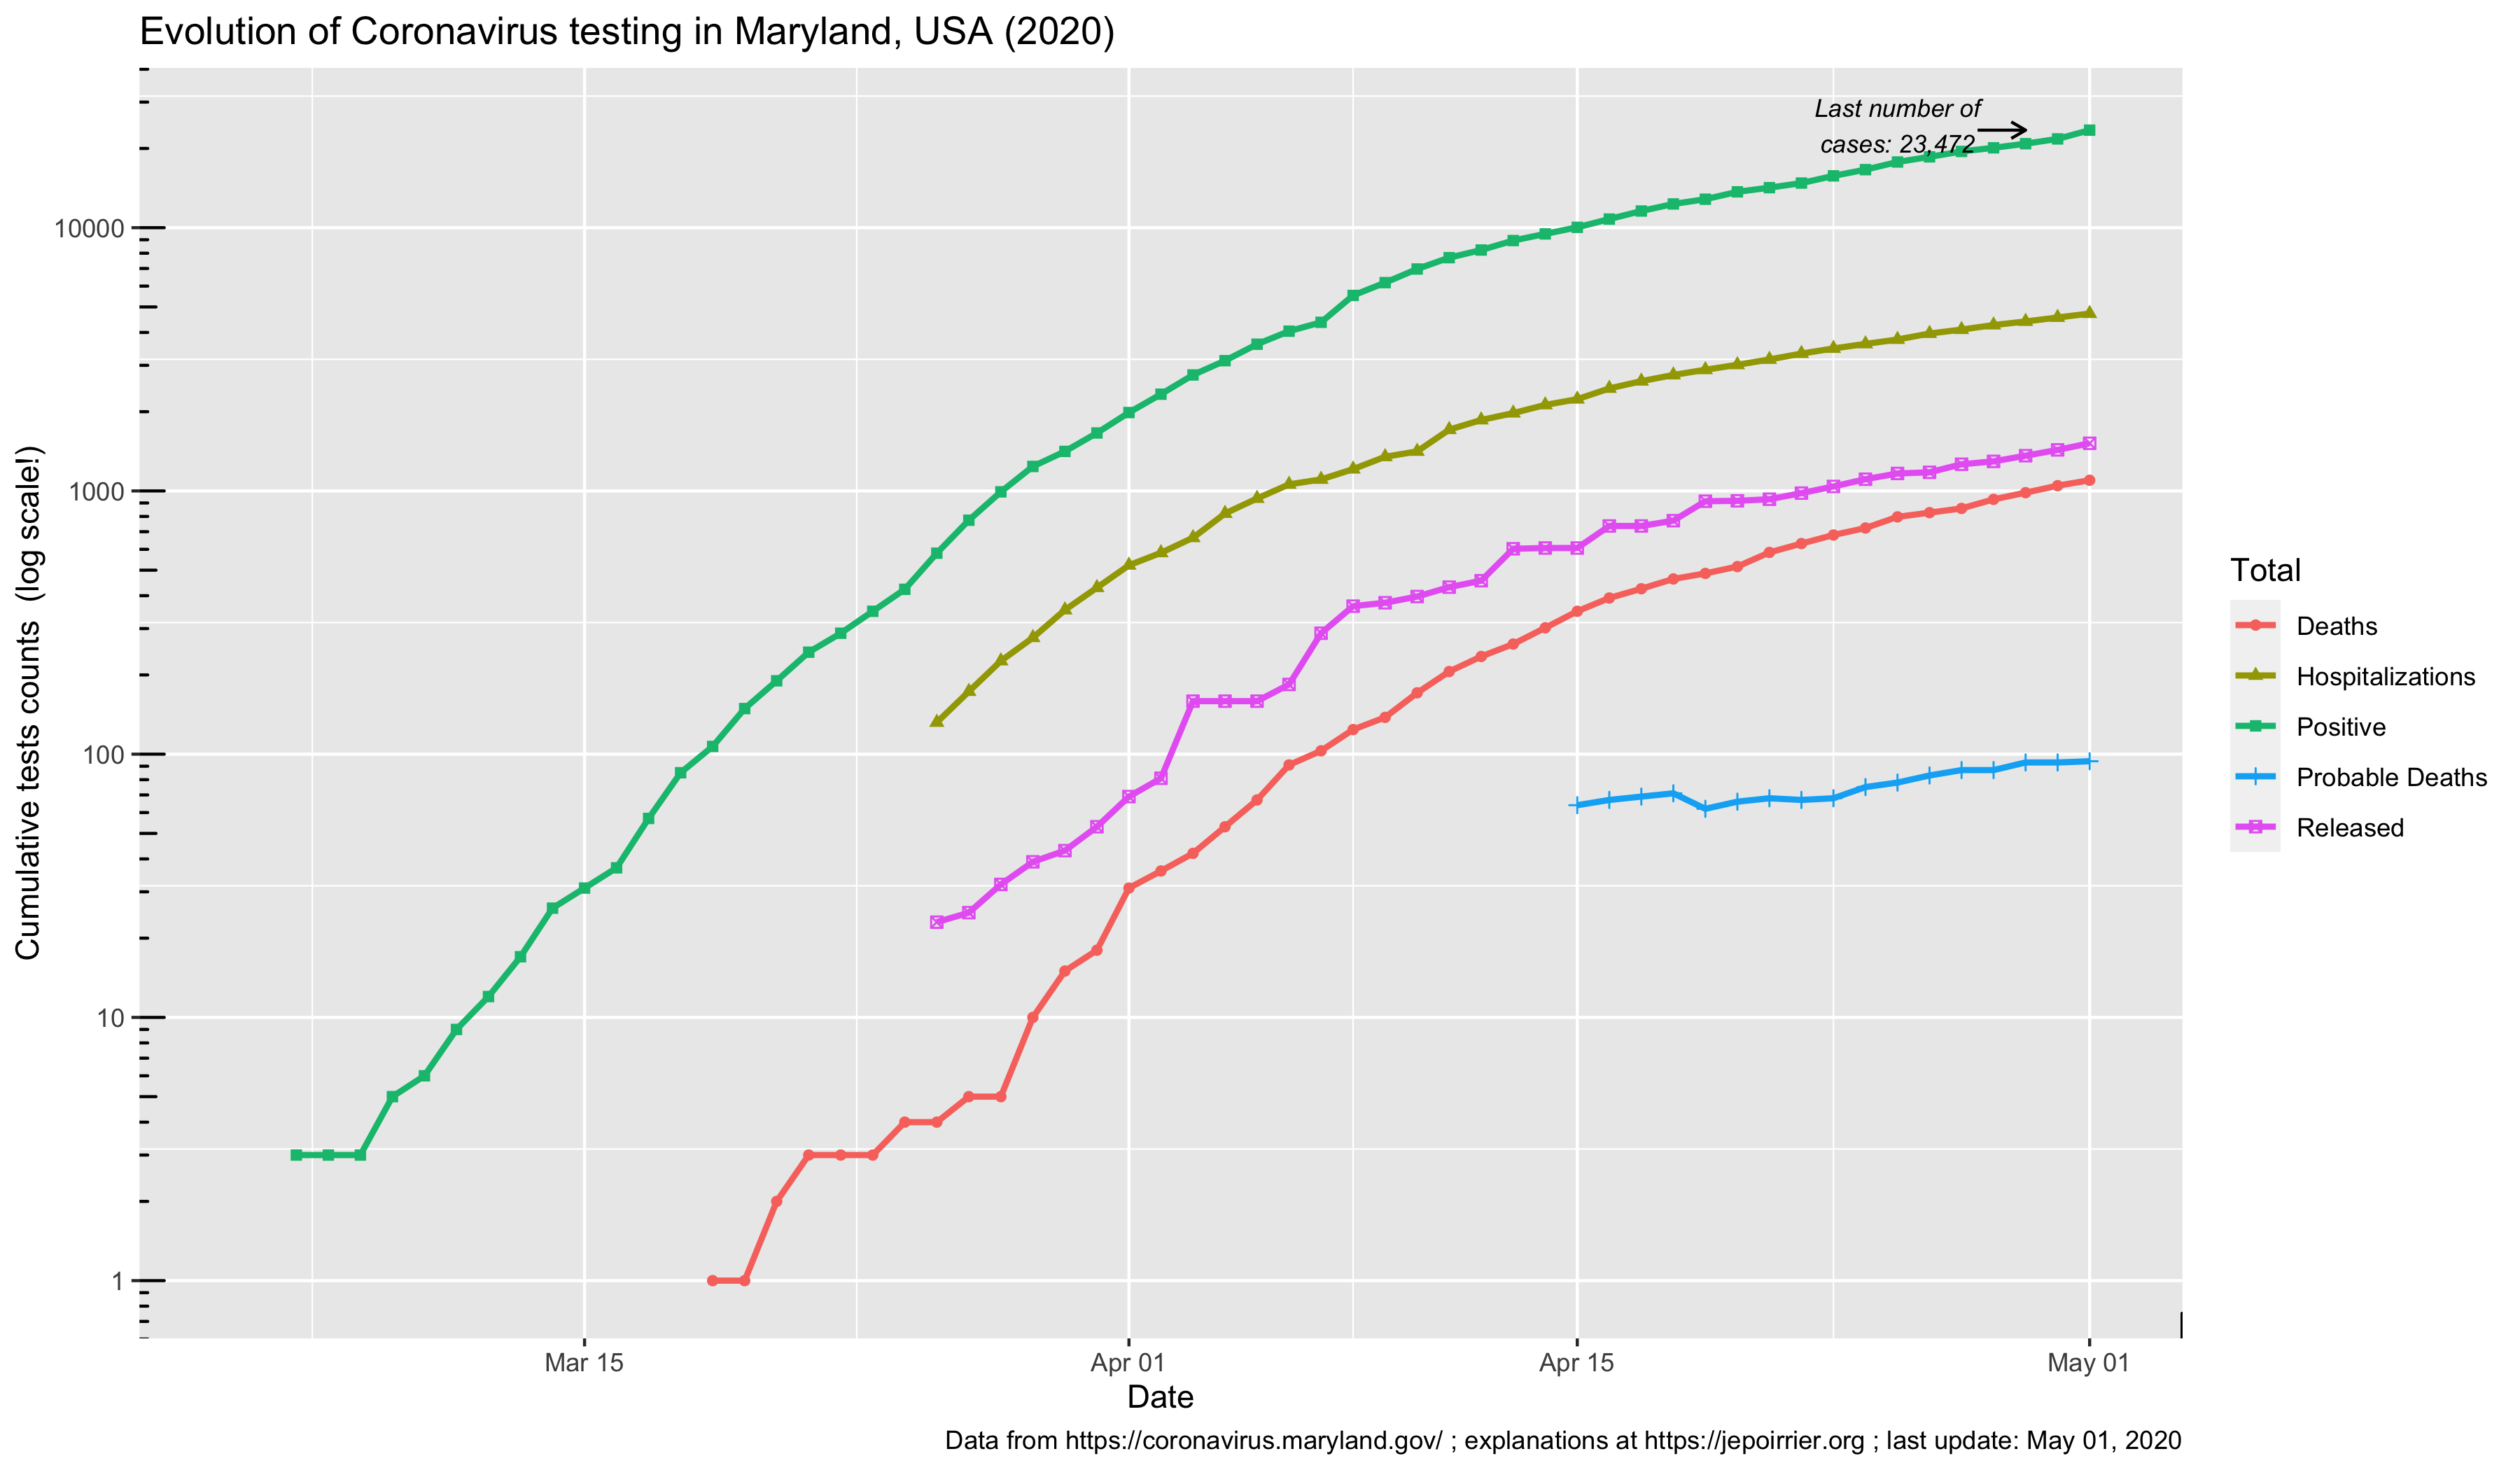 Evolution of Coronavirus testing in Maryland, USA (2020)
Last number of
cases: 23,472
10000
1000
100
10
1
Cumulative tests counts  (log scale!)
Total
Deaths
Hospitalizations
Positive
Probable Deaths
Released
Mar 15
Apr 01
Apr 15
May 01
Date
Data from https://coronavirus.maryland.gov/ ; explanations at https://jepoirrier.org ; last update: May 01, 2020